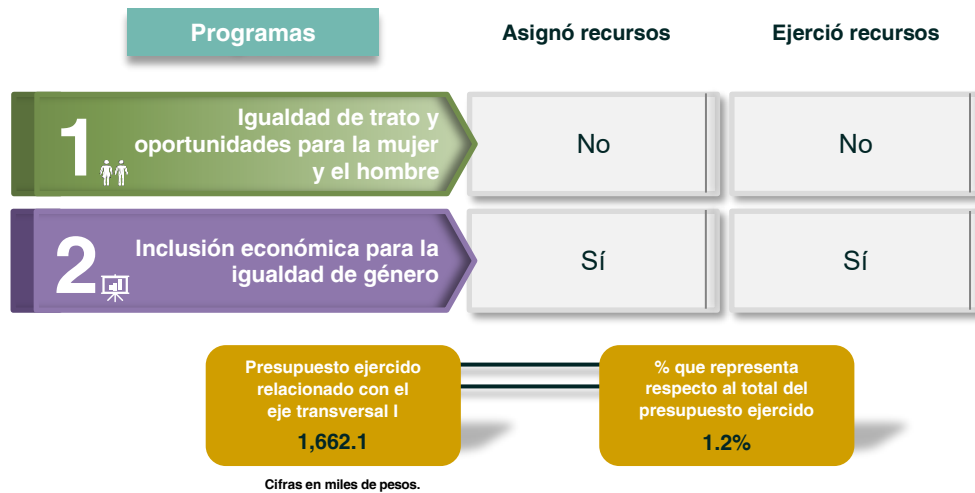 Programas
Asignó recursos
Ejerció recursos
1
Igualdad de trato y
oportunidades para la mujer
y el hombre
No
No
2
Inclusión económica para la
igualdad de género
Sí
Sí
Presupuesto ejercido
relacionado con el
eje transversal I
1,662.1
% que representa
respecto al total del
presupuesto ejercido
1.2%
Cifras en miles de pesos.